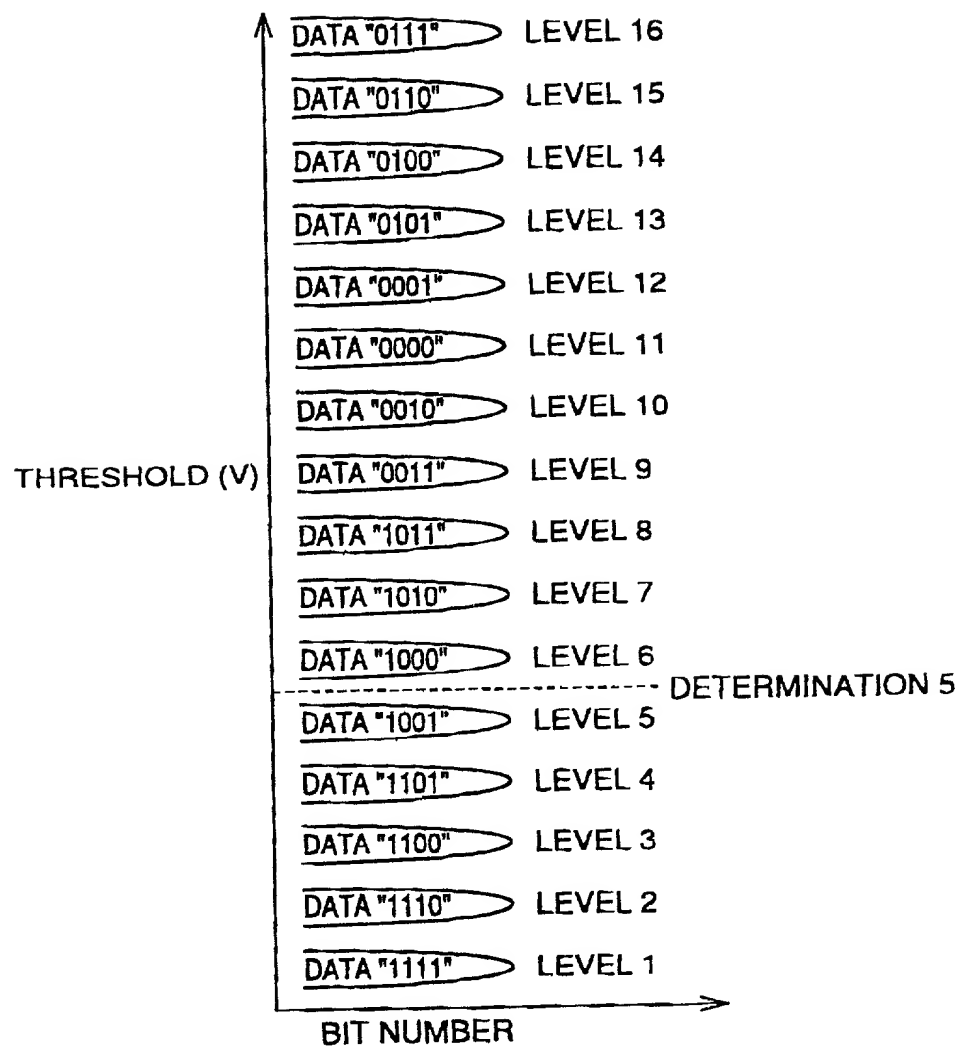 DATA "0111" LEVEL 16
DATA "0110" LEVEL 15
DATA "0100" LEVEL 14
DATA "0101" LEVEL 13
DATA "0001" LEVEL 12
DATA "0000" LEVEL 11
DATA "0010" LEVEL 10
THRESHOLD (V)
DATA "0011" LEVEL 9
DATA "1011" LEVEL 8
DATA "1010" LEVEL 7
DATA "1000" LEVEL 6
DETERMINATION 5
DATA "1001" LEVEL 5
DATA "1101" LEVEL 4
DATA "1100" LEVEL 3
DATA "1110" LEVEL 2
DATA "1111" LEVEL 1
BIT NUMBER